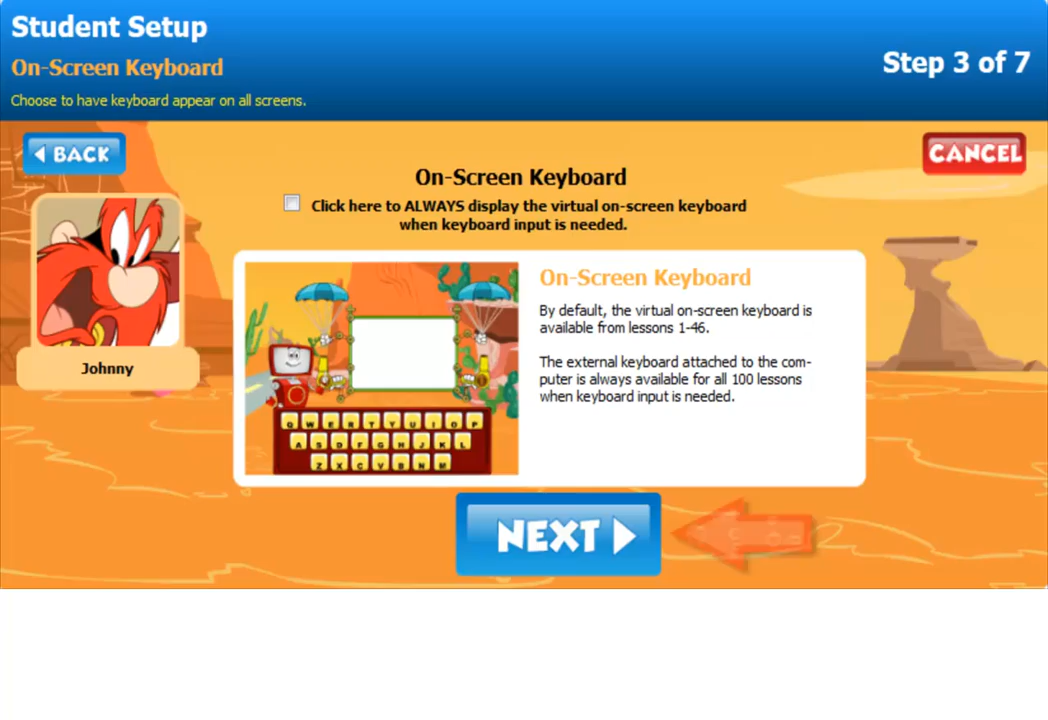 Student Setup
On-Screen Keyboard
Step 3 of 7
Choose to have keyboard appear on all screens.
BACK
CANCEL
On-Screen Keyboard
Click here to ALWAYS display the virtual on-screen keyboard
when keyboard input is needed.
Johnny
On-Screen Keyboard
By default, the virtual on-screen keyboard is
available from lessons 1-46.
The external keyboard attached to the com-
puter is always available for all 100 lessons
when keyboard input is needed.
Q W E R T Y U I O P
A S D F G H J K L
Z X C V B N M
NEXT